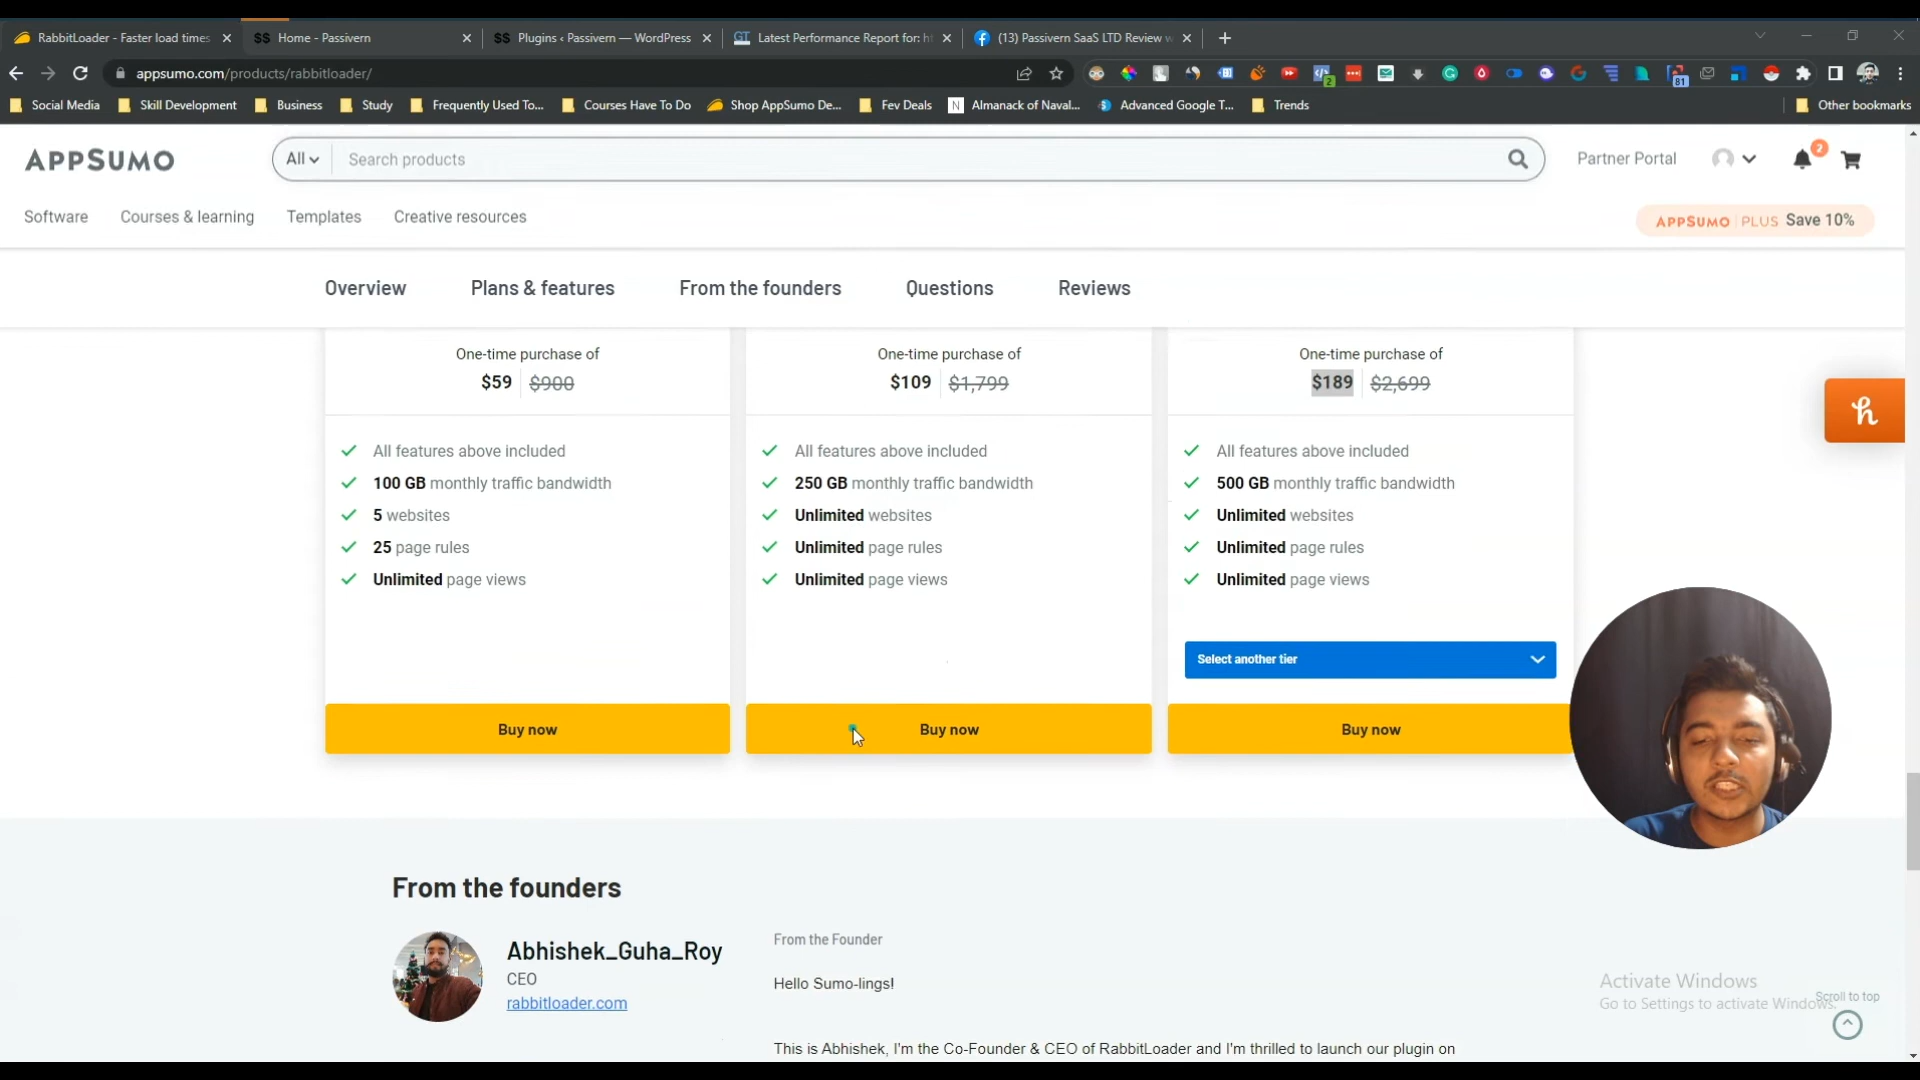 RabbitLoader - Faster load times
$$ Home - Passivern
$$ Plugins ‹ Passivern — WordPress
GT Latest Performance Report for: ht
(13) Passivern SaaS LTD Review w
appsumo.com/products/rabbitloader/
2
81
Social Media
Skill Development
Business
Study
Frequently Used To...
Courses Have To Do
Shop AppSumo De...
Fev Deals
N Almanack of Naval...
Advanced Google T...
Trends
Other bookmarks
APPSUMO
All
Search products
Partner Portal
2
Software
Courses & learning
Templates
Creative resources
APPSUMO | PLUS Save 10%
Overview
Plans & features
From the founders
Questions
Reviews
One-time purchase of
$59 $900
All features above included
100 GB monthly traffic bandwidth
5 websites
25 page rules
Unlimited page views
Buy now
One-time purchase of
$109 $1,799
All features above included
250 GB monthly traffic bandwidth
Unlimited websites
Unlimited page rules
Unlimited page views
Buy now
One-time purchase of
$189 $2,699
All features above included
500 GB monthly traffic bandwidth
Unlimited websites
Unlimited page rules
Unlimited page views
Select another tier
Buy now
h
From the founders
Abhishek_Guha_Roy
CEO
rabbitloader.com
From the Founder
Hello Sumo-lings!
This is Abhishek, I'm the Co-Founder & CEO of RabbitLoader and I'm thrilled to launch our plugin on
Activate Windows
Go to Settings to activate Windows.
Scroll to top